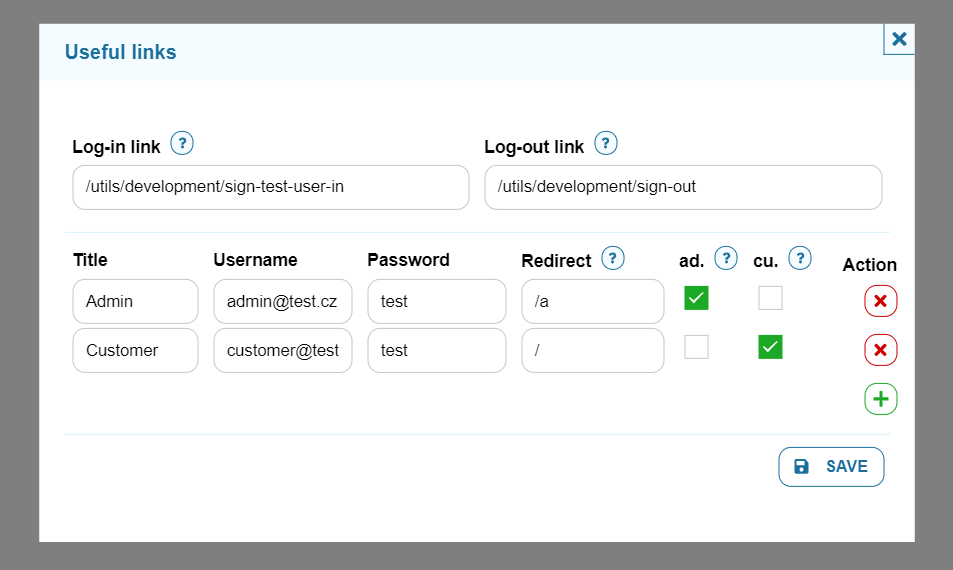 Useful links
Log-in link ? Log-out link ?
/utils/development/sign-test-user-in /utils/development/sign-out
Title Username Password Redirect ? ad. ? cu. ? Action
Admin admin@test.cz test /a
Customer customer@test test /
SAVE